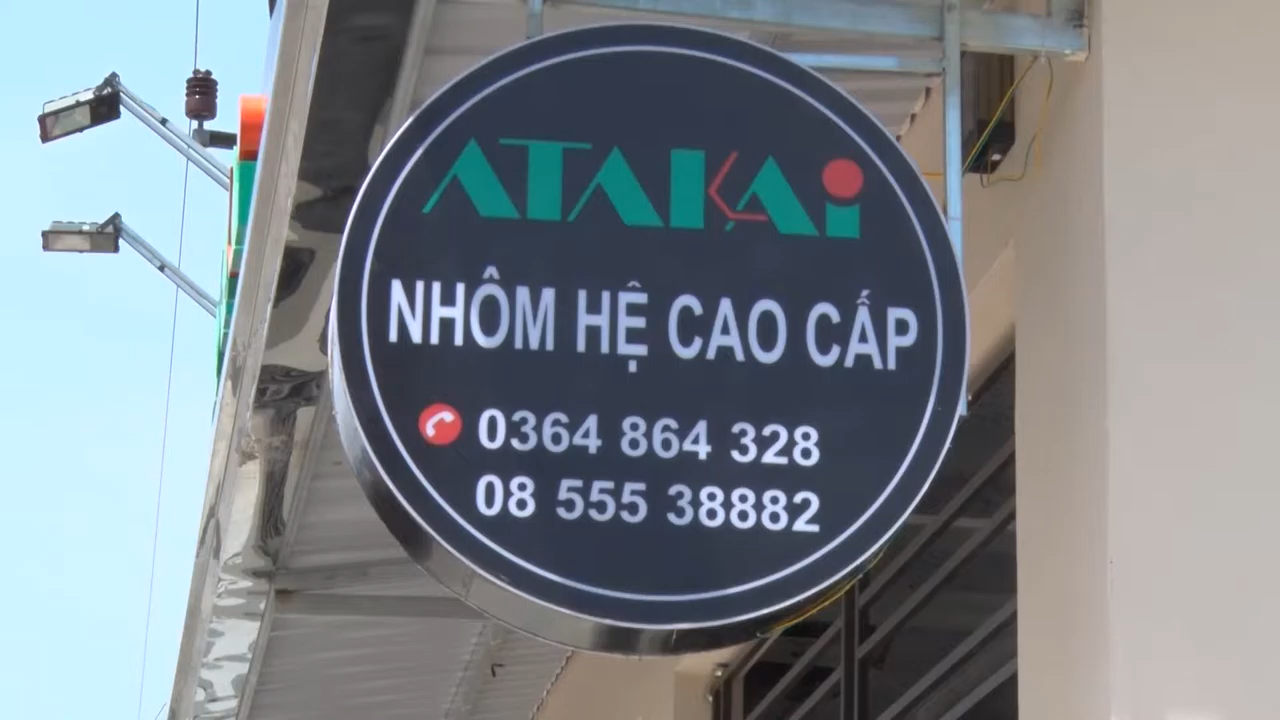 ATAKAi
NHÔM HỆ CAO CẤP
0364 864 328
08 555 38882